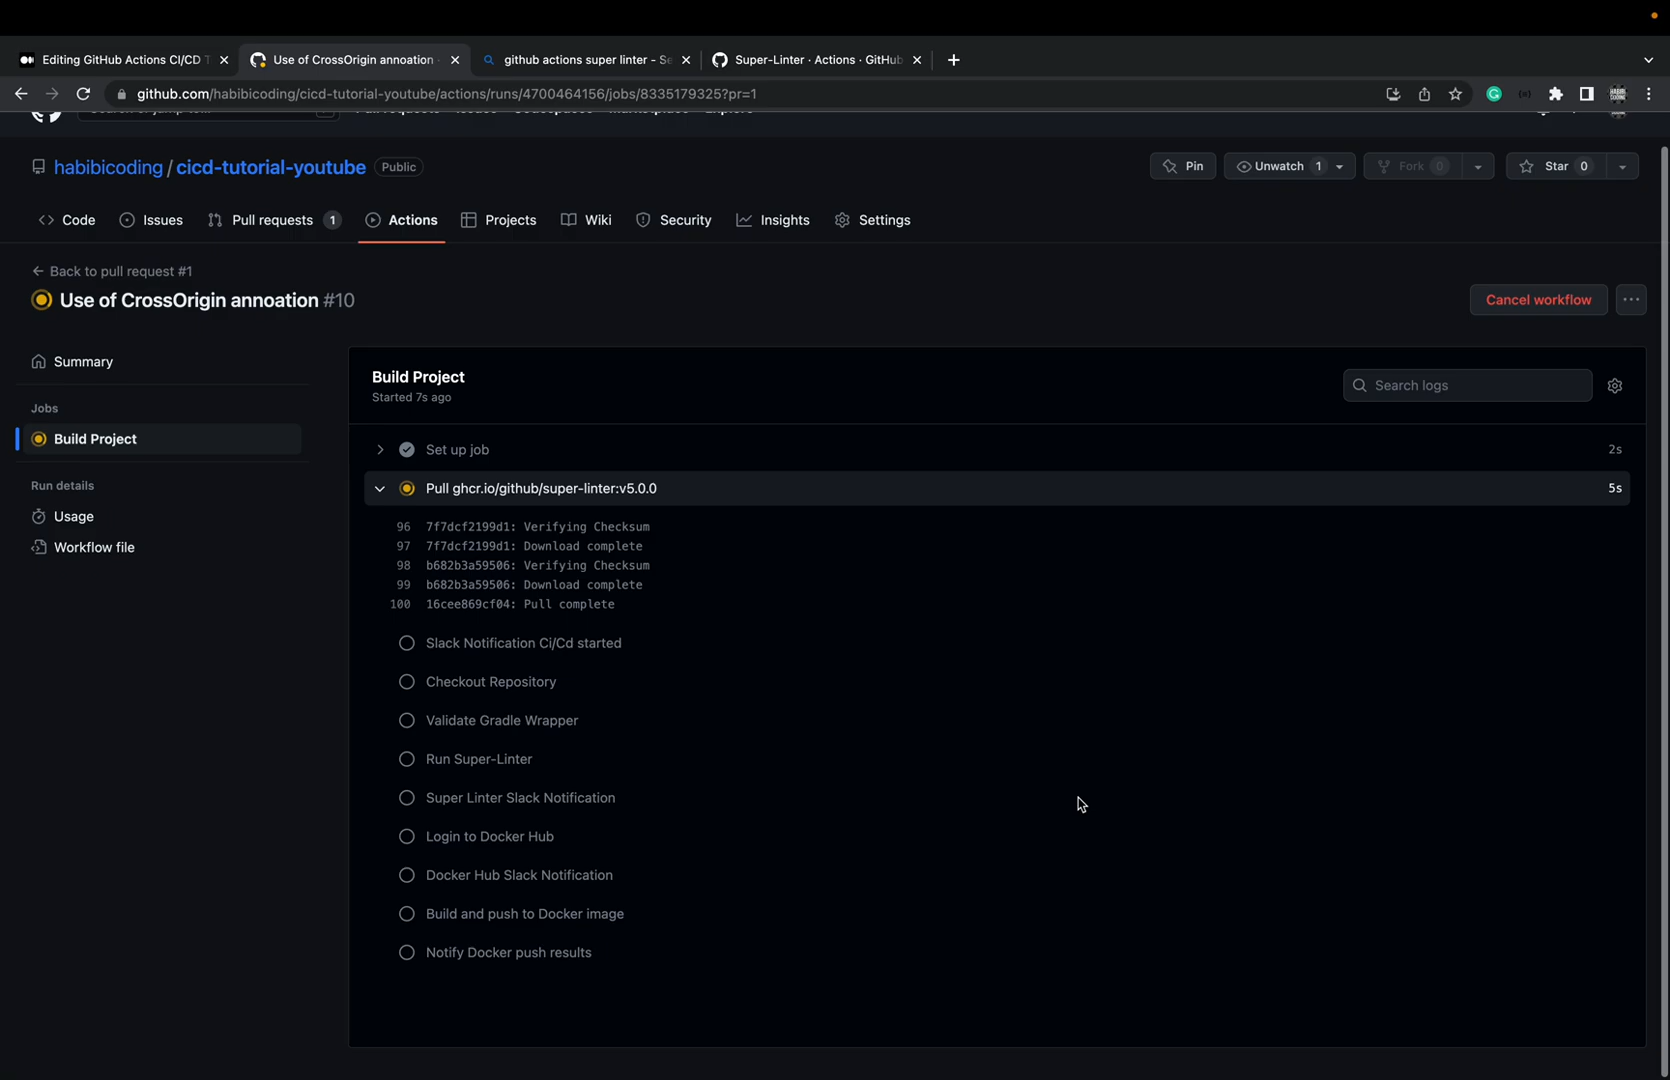 Editing GitHub Actions CI/CD T
Use of CrossOrigin annoation ·
github actions super linter - Se
Super-Linter · Actions · GitHub
github.com/habibicoding/cicd-tutorial-youtube/actions/runs/4700464156/jobs/8335179325?pr=1
habibicoding / cicd-tutorial-youtube Public
Pin
Unwatch 1
Fork 0
Star 0
Code
Issues
Pull requests 1
Actions
Projects
Wiki
Security
Insights
Settings
← Back to pull request #1
Use of CrossOrigin annoation #10
Cancel workflow
Summary
Jobs
Build Project
Run details
Usage
Workflow file
Build Project
Started 7s ago
Search logs
Set up job 2s
Pull ghcr.io/github/super-linter:v5.0.0 5s
96 7f7dcf2199d1: Verifying Checksum
97 7f7dcf2199d1: Download complete
98 b682b3a59506: Verifying Checksum
99 b682b3a59506: Download complete
100 16cee869cf04: Pull complete
Slack Notification Ci/Cd started
Checkout Repository
Validate Gradle Wrapper
Run Super-Linter
Super Linter Slack Notification
Login to Docker Hub
Docker Hub Slack Notification
Build and push to Docker image
Notify Docker push results